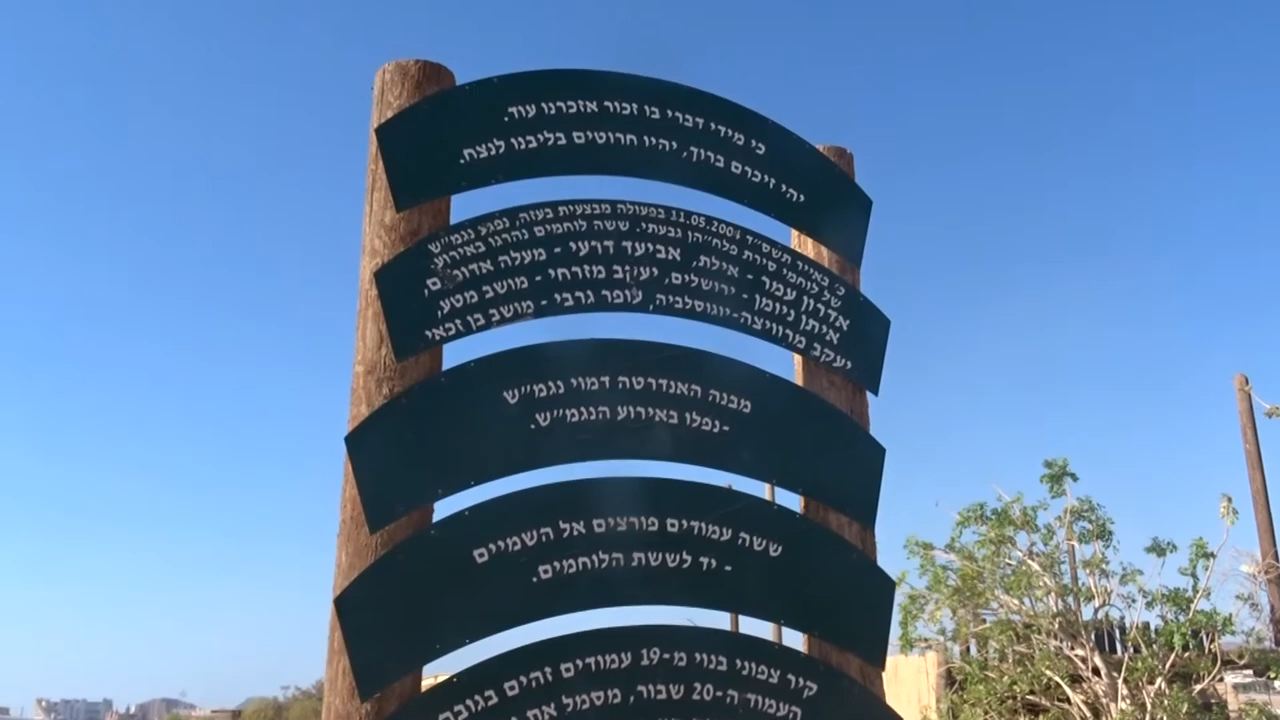 כי מידי דברי בו זכור אזכרנו עוד.
יהי זיכרם ברוך, יהיו חרוטים בליבנו לנצח.
כ' באייר תשס"ד 11.05.2004 בפעולה מבצעית בעזה, נפגע נגמ"ש
של לוחמי סירת פלח"הן גבעתי. ששה לוחמים נהרגו באירוע
אדרון עמר - אילת, אביעד דרעי - מעלה אדומים,
איתן ניומן - ירושלים, יעקב מזרחי - מושב מטע,
יעקב מרוויצה-יוגוסלביה, עופר גרבי - מושב בן זכאי
מבנה האנדרטה דמוי נגמ"ש
-נפלו באירוע הנגמ"ש.
ששה עמודים פורצים אל השמיים
- יד לששת הלוחמים.
קיר צפוני בנוי מ-19 עמודים זהים בגובה
העמוד ה-20 שבור, מסמל את